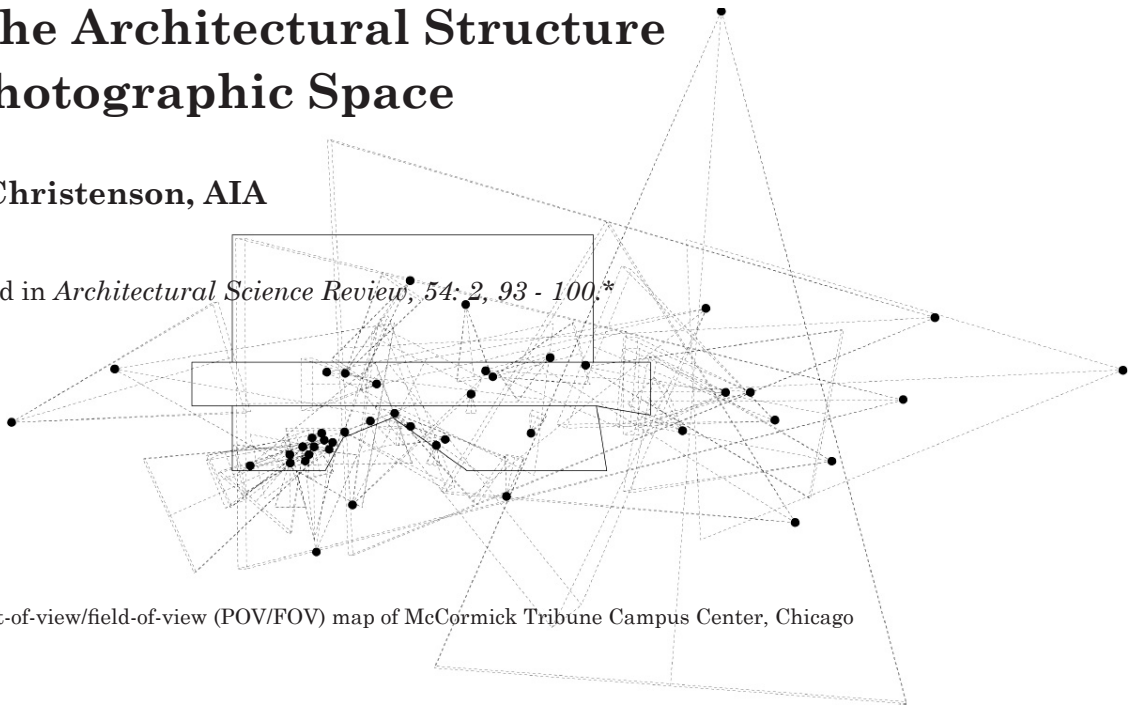 he Architectural Structure
hotographic Space
Christenson, AIA
d in Architectural Science Review, 54: 2, 93 - 100.*
t-of-view/field-of-view (POV/FOV) map of McCormick Tribune Campus Center, Chicago